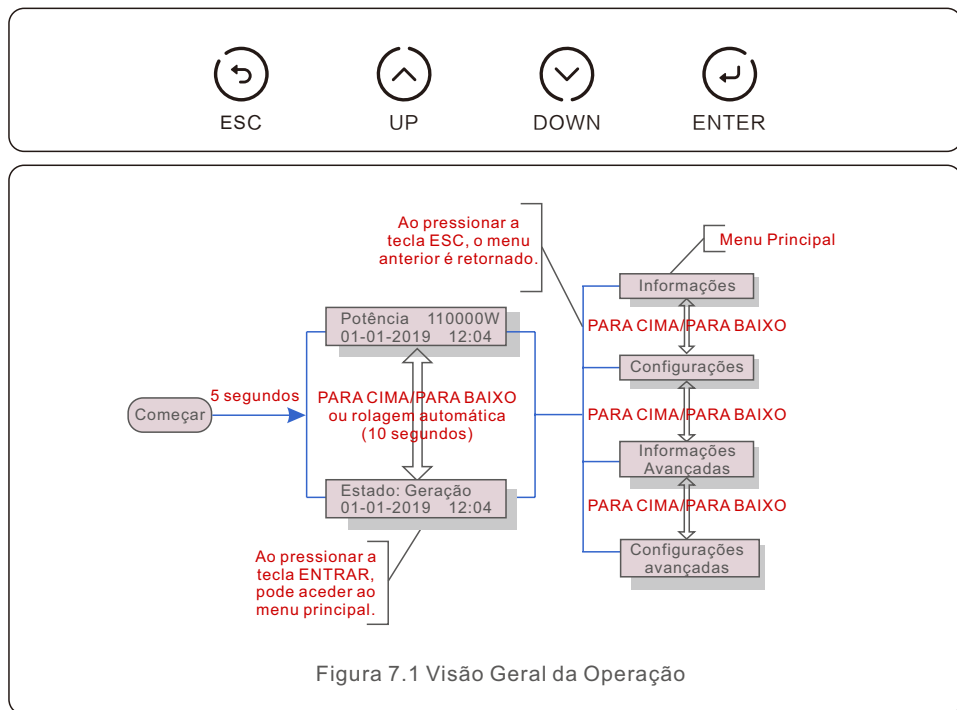 ESC
UP
DOWN
ENTER
Ao pressionar a
tecla ESC, o menu
anterior é retornado.
Menu Principal
Informações
PARA CIMA/PARA BAIXO
Configurações
PARA CIMA/PARA BAIXO
Informações
Avançadas
PARA CIMA/PARA BAIXO
Configurações
avançadas
Potência 110000W
01-01-2019 12:04
Começar
5 segundos
PARA CIMA/PARA BAIXO
ou rolagem automática
(10 segundos)
Estado: Geração
01-01-2019 12:04
Ao pressionar a
tecla ENTRAR,
pode aceder ao
menu principal.
Figura 7.1 Visão Geral da Operação